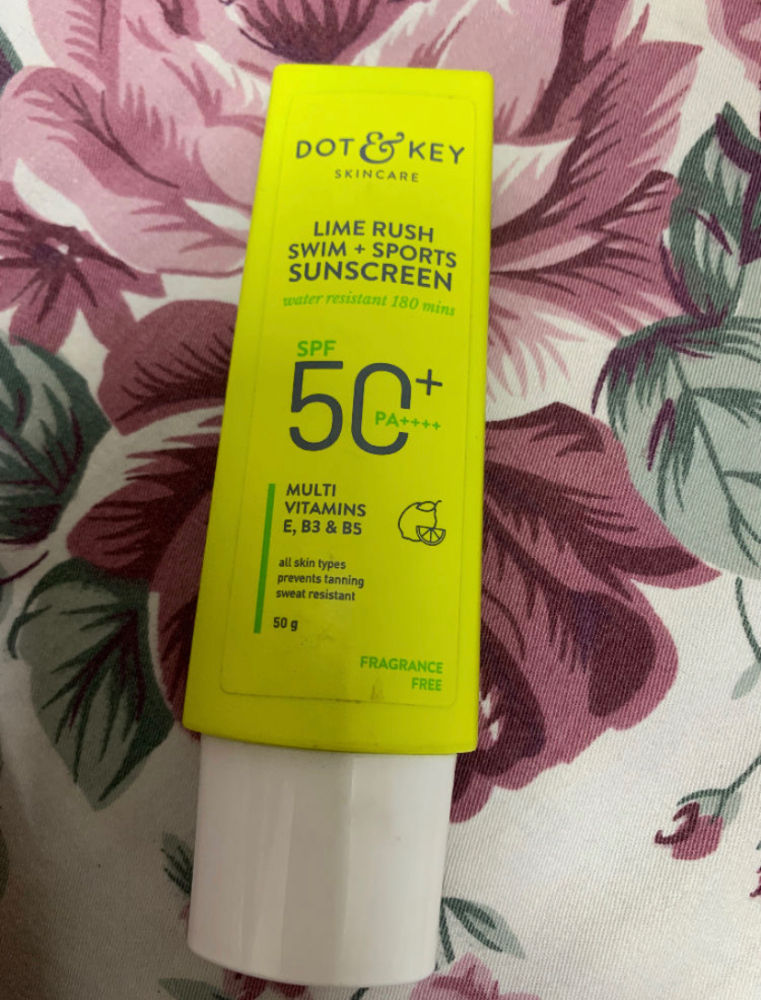 DOT & KEY
SKINCARE
LIME RUSH
SWIM + SPORTS
SUNSCREEN
water resistant 180 mins
SPF
50+
PA++++
MULTI
VITAMINS
E, B3 & B5
all skin types
prevents tanning
sweat resistant
50 g
FRAGRANCE
FREE